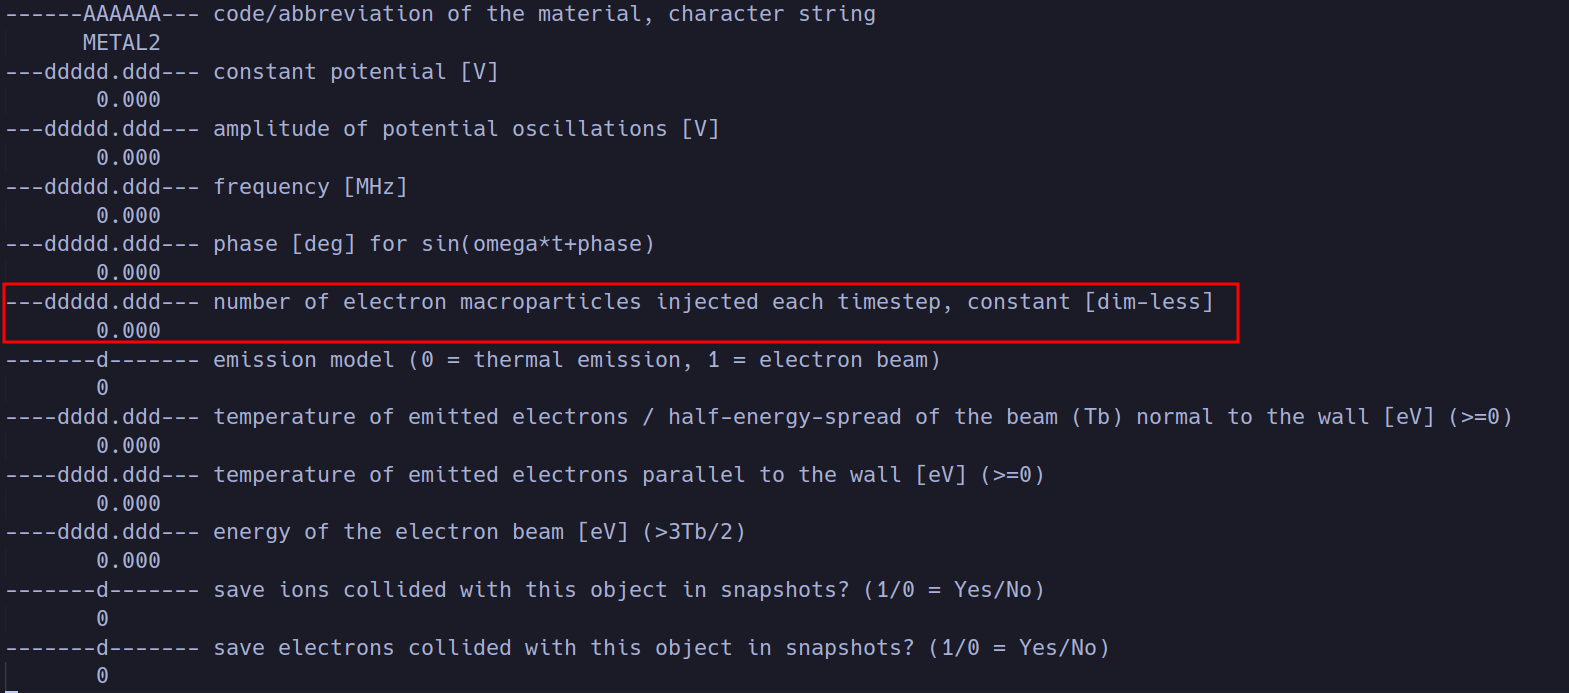 ------AAAAAA--- code/abbreviation of the material, character string
      METAL2
---ddddd.ddd--- constant potential [V]
       0.000
---ddddd.ddd--- amplitude of potential oscillations [V]
       0.000
---ddddd.ddd--- frequency [MHz]
       0.000
---ddddd.ddd--- phase [deg] for sin(omega*t+phase)
       0.000
---ddddd.ddd--- number of electron macroparticles injected each timestep, constant [dim-less]
       0.000
-------d------- emission model (0 = thermal emission, 1 = electron beam)
       0
----dddd.ddd--- temperature of emitted electrons / half-energy-spread of the beam (Tb) normal to the wall [eV] (>=0)
       0.000
----dddd.ddd--- temperature of emitted electrons parallel to the wall [eV] (>=0)
       0.000
----dddd.ddd--- energy of the electron beam [eV] (>3Tb/2)
       0.000
-------d------- save ions collided with this object in snapshots? (1/0 = Yes/No)
       0
-------d------- save electrons collided with this object in snapshots? (1/0 = Yes/No)
       0